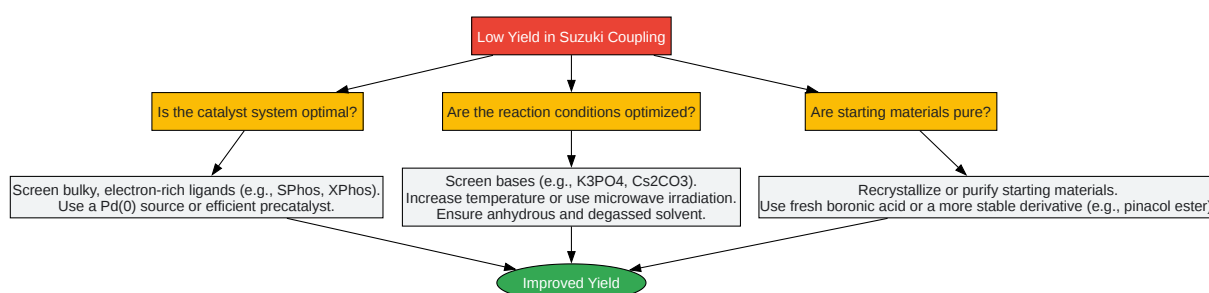 Low Yield in Suzuki Coupling
Is the catalyst system optimal?
Are the reaction conditions optimized?
Are starting materials pure?
Screen bulky, electron-rich ligands (e.g., SPhos, XPhos).
Use a Pd(0) source or efficient precatalyst.
Screen bases (e.g., K3PO4, Cs2CO3).
Increase temperature or use microwave irradiation.
Ensure anhydrous and degassed solvent.
Recrystallize or purify starting materials.
Use fresh boronic acid or a more stable derivative (e.g., pinacol ester)
Improved Yield